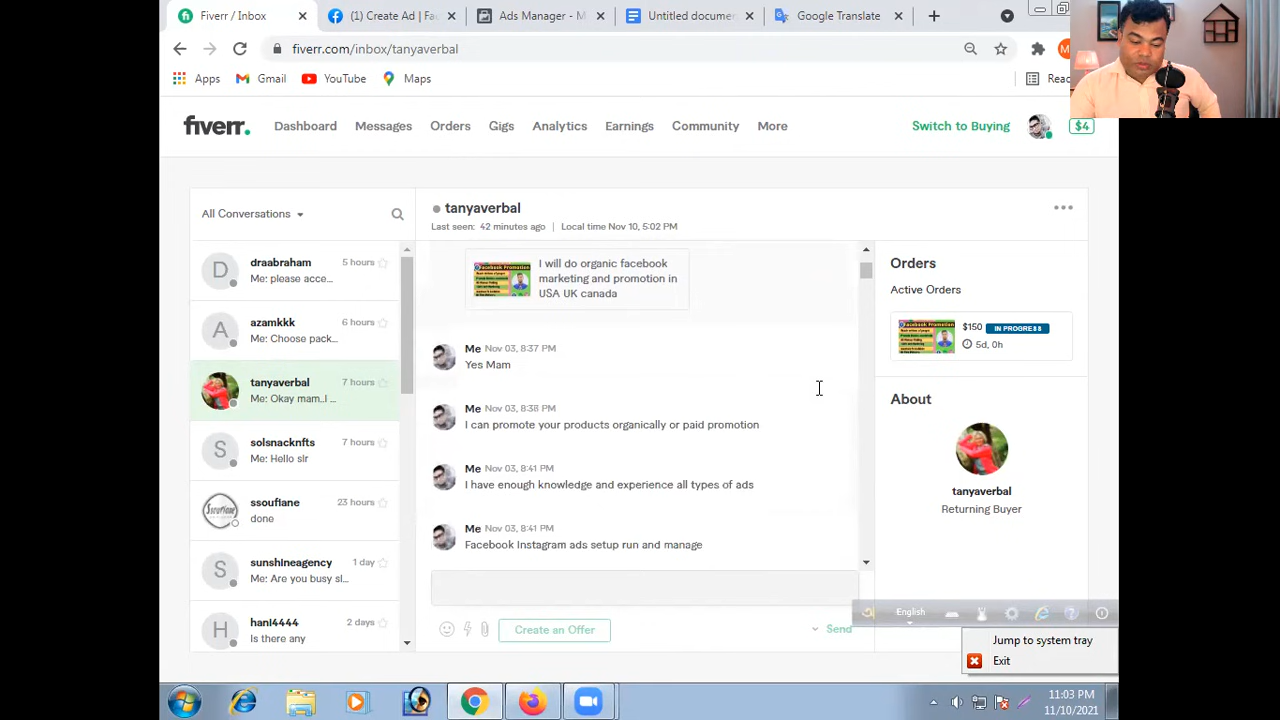 Fiverr / Inbox
(1) Create Ad | Fac
Ads Manager - M
Untitled documen
Google Translate
fiverr.com/inbox/tanyaverbal
Apps
Gmail
YouTube
Maps
Rea
fiverr.
Dashboard
Messages
Orders
Gigs
Analytics
Earnings
Community
More
Switch to Buying
$4
All Conversations
tanyaverbal
Last seen: 42 minutes ago | Local time Nov 10, 5:02 PM
D
draabraham
5 hours
Me: please acce...
A
azamkkk
6 hours
Me: Choose pack...
tanyaverbal
7 hours
Me: Okay mam..I ...
S
solsnacknfts
7 hours
Me: Hello sir
ssoufiane
23 hours
done
S
sunshineagency
1 day
Me: Are you busy si...
H
hani4444
2 days
Is there any
Facebook Promotion
I will do organic facebook
marketing and promotion in
USA UK canada
Me Nov 03, 8:37 PM
Yes Mam
Me Nov 03, 8:38 PM
I can promote your products organically or paid promotion
Me Nov 03, 8:41 PM
I have enough knowledge and experience all types of ads
Me Nov 03, 8:41 PM
Facebook Instagram ads setup run and manage
Create an Offer
Send
Orders
Active Orders
Facebook Promotion
$150 IN PROGRESS
5d, 0h
About
tanyaverbal
Returning Buyer
English
Jump to system tray
Exit
11:03 PM
11/10/2021